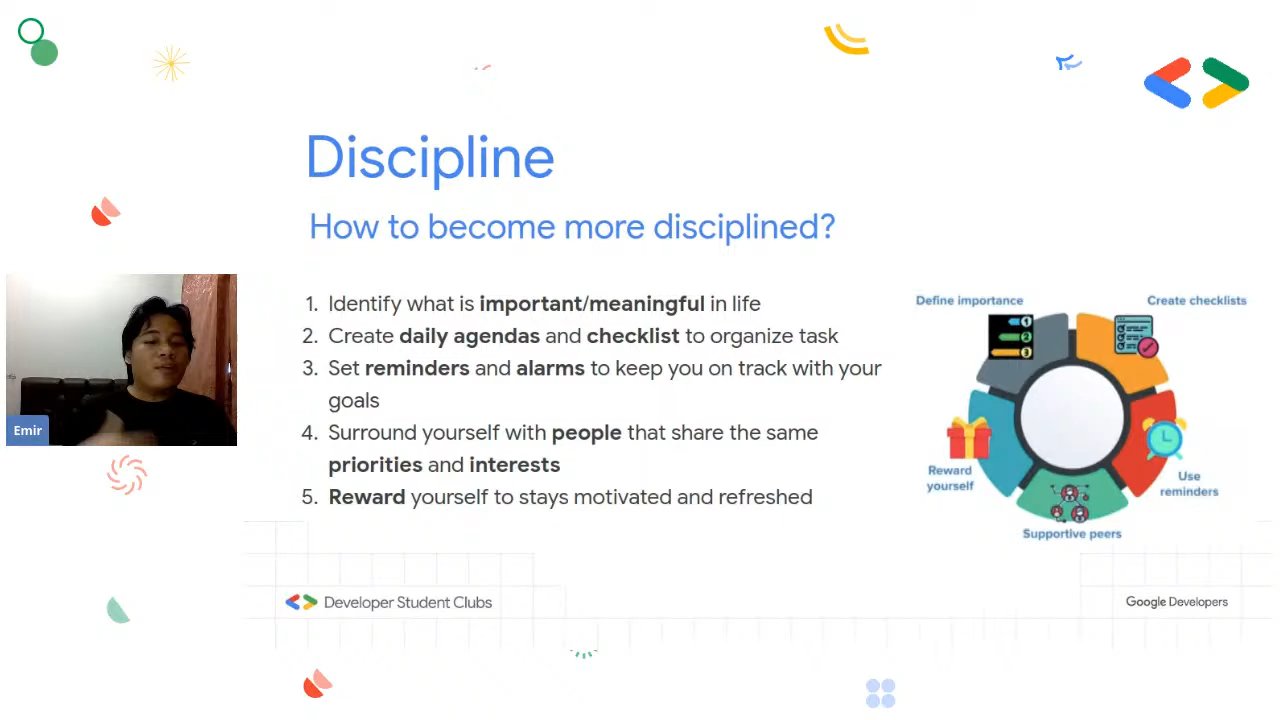 Discipline
How to become more disciplined?
1. Identify what is important/meaningful in life
2. Create daily agendas and checklist to organize task
3. Set reminders and alarms to keep you on track with your
goals
4. Surround yourself with people that share the same
priorities and interests
5. Reward yourself to stays motivated and refreshed
Define importance
Create checklists
1
2
3
Reward
yourself
Use
reminders
Supportive peers
Emir
Developer Student Clubs
Google Developers